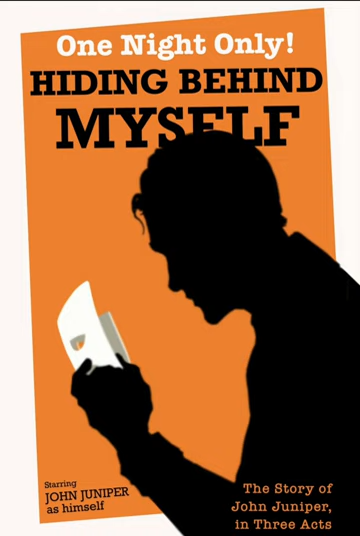 One Night Only!
HIDING BEHIND
MYSELF
Starring
JOHN JUNIPER
as himself
The Story of
John Juniper,
in Three Acts